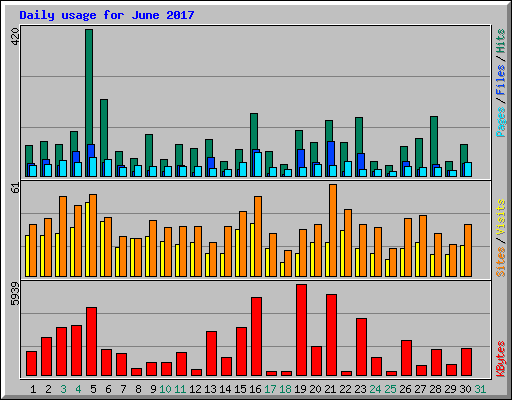 Daily usage for June 2017
420
Pages / Files / Hits
61
Sites / Visits
5939
KBytes
1 2 3 4 5 6 7 8 9 10 11 12 13 14 15 16 17 18 19 20 21 22 23 24 25 26 27 28 29 30 31